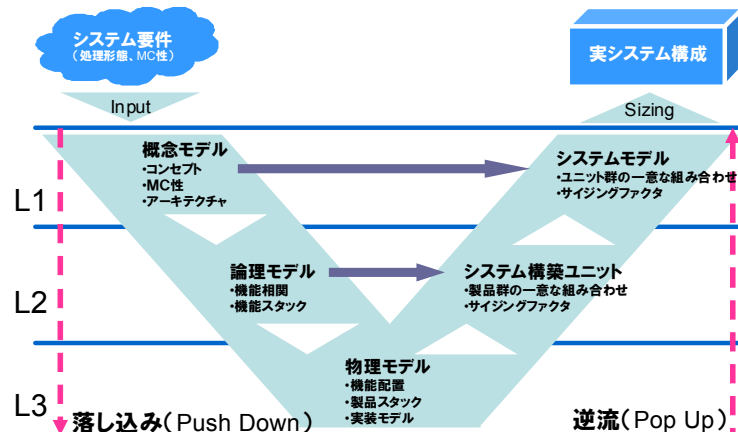 システム要件
（処理形態、MC性）
実システム構成
Input
Sizing
L1
概念モデル
・コンセプト
・MC性
・アーキテクチャ
システムモデル
・ユニット群の一意な組み合わせ
・サイジングファクタ
L2
論理モデル
・機能相関
・機能スタック
システム構築ユニット
・製品群の一意な組み合わせ
・サイジングファクタ
L3
物理モデル
・機能配置
・製品スタック
・実装モデル
落し込み（Push Down）
逆流（Pop Up）